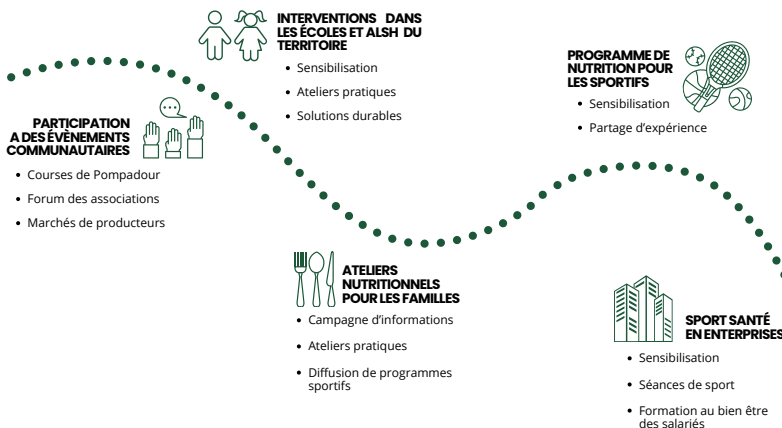 INTERVENTIONS DANS
LES ÉCOLES ET ALSH DU
TERRITOIRE
• Sensibilisation
• Ateliers pratiques
• Solutions durables
PROGRAMME DE
NUTRITION POUR
LES SPORTIFS
• Sensibilisation
• Partage d'expérience
PARTICIPATION
A DES ÉVÈNEMENTS
COMMUNAUTAIRES
• Courses de Pompadour
• Forum des associations
• Marchés de producteurs
ATELIERS
NUTRITIONNELS
POUR LES FAMILLES
• Campagne d'informations
• Ateliers pratiques
• Diffusion de programmes
sportifs
SPORT SANTÉ
EN ENTREPRISES
• Sensibilisation
• Séances de sport
• Formation au bien être
des salariés